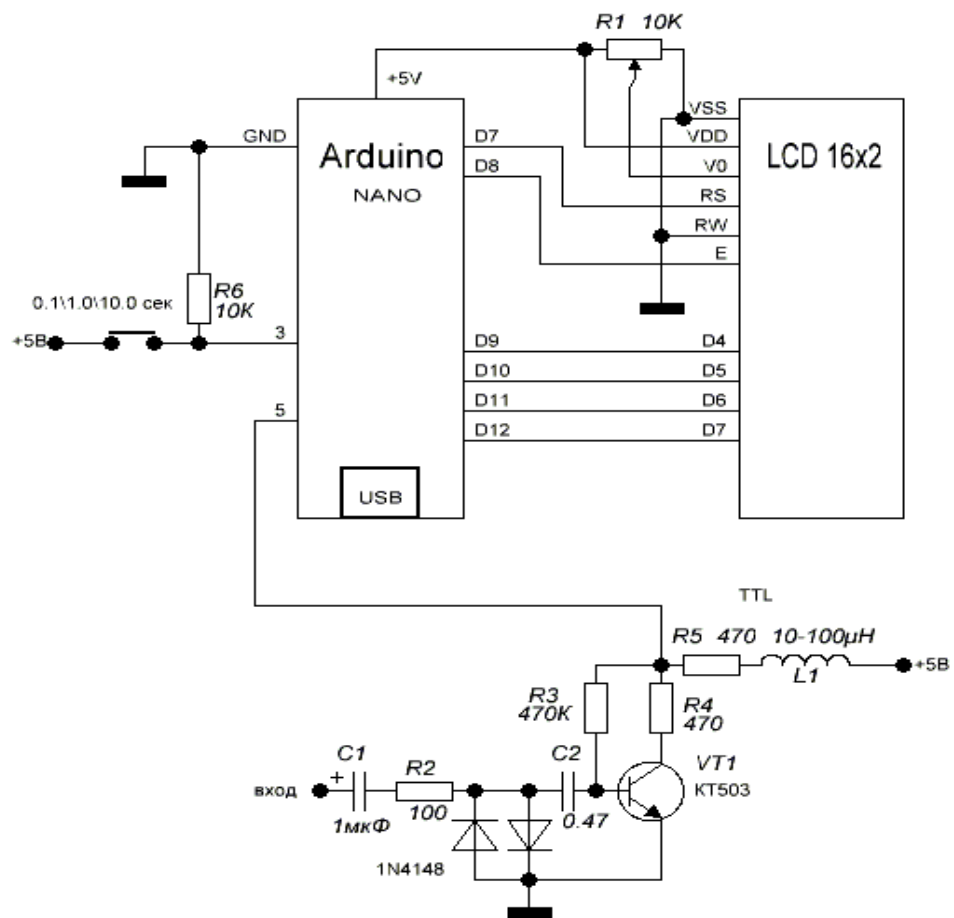 R1 10K
+5V
GND
Arduino
NANO
D7
D8
VSS
VDD
V0
RS
RW
E
LCD 16x2
R6
10K
0.1\1.0\10.0 сек
+5В
3
5
D9
D10
D11
D12
D4
D5
D6
D7
USB
TTL
R5 470 10-100µH
L1
+5В
R3
470K
R4
470
C1
+
R2
C2
VT1
КТ503
вход
1мкФ
100
0.47
1N4148